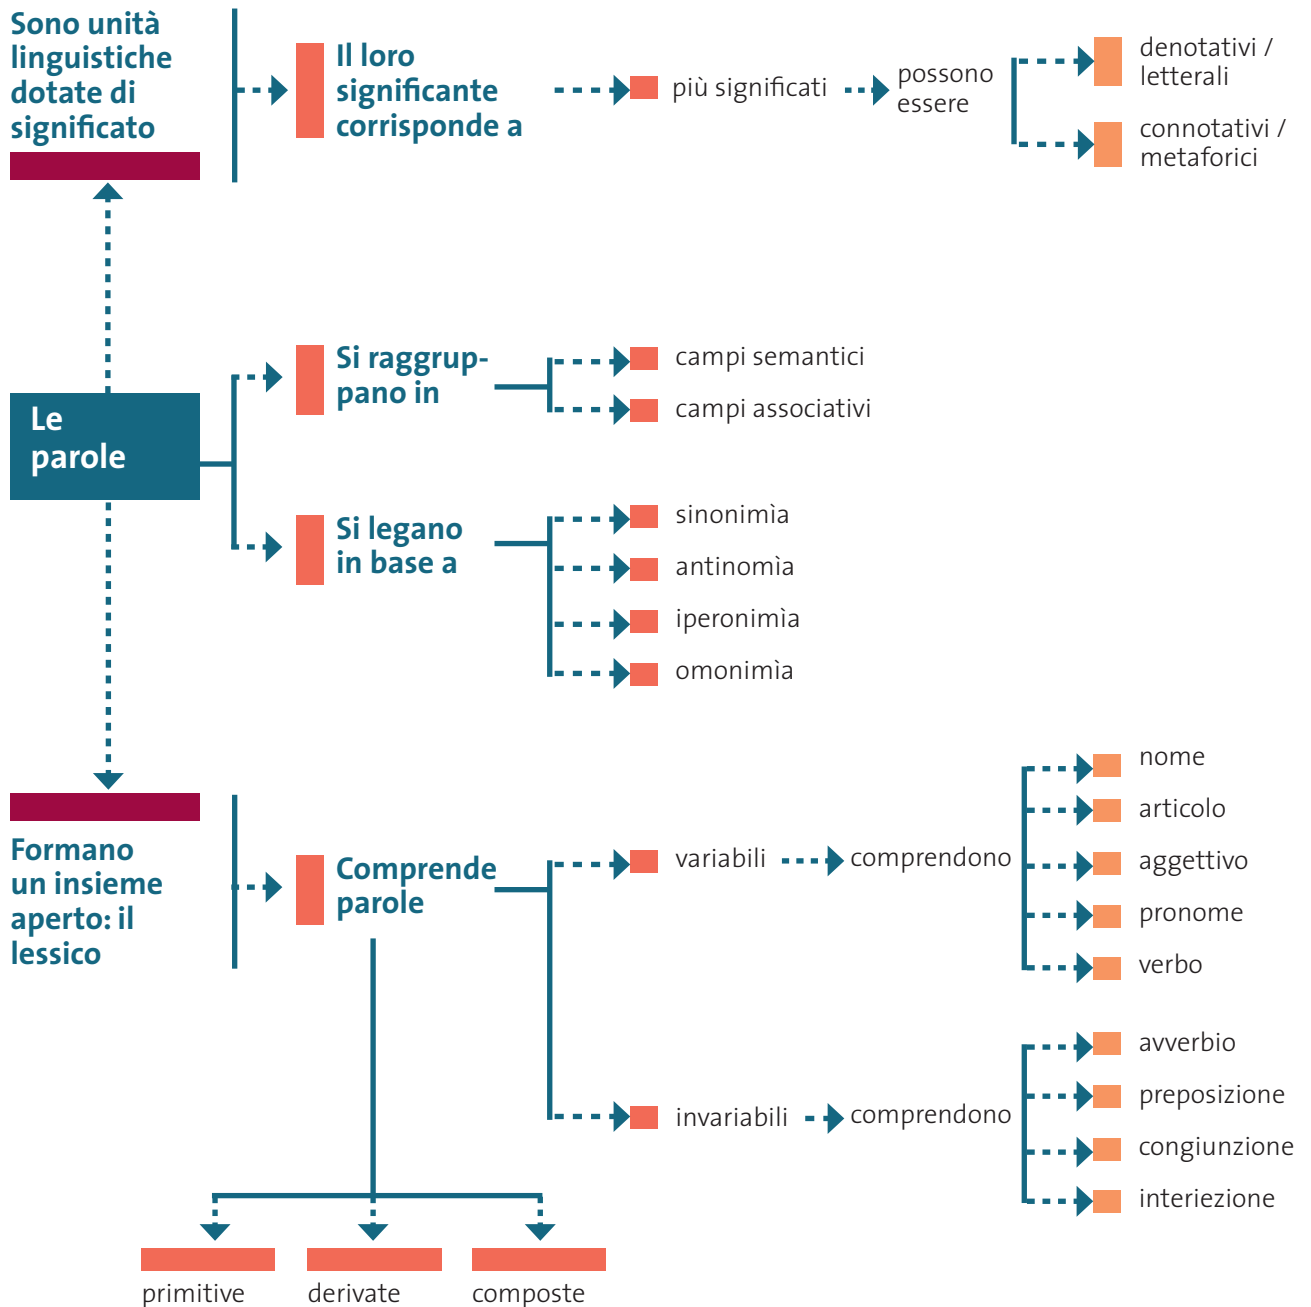 Sono unità
linguistiche
dotate di
significato
Il loro
significante
corrisponde a
più significati
possono
essere
denotativi /
letterali
connotativi /
metaforici
Le
parole
Si raggrup-
pano in
campi semantici
campi associativi
Si legano
in base a
sinonimìa
antinomìa
iperonimìa
omonimìa
Formano
un insieme
aperto: il
lessico
Comprende
parole
variabili
comprendono
nome
articolo
aggettivo
pronome
verbo
invariabili
comprendono
avverbio
preposizione
congiunzione
interiezione
primitive
derivate
composte